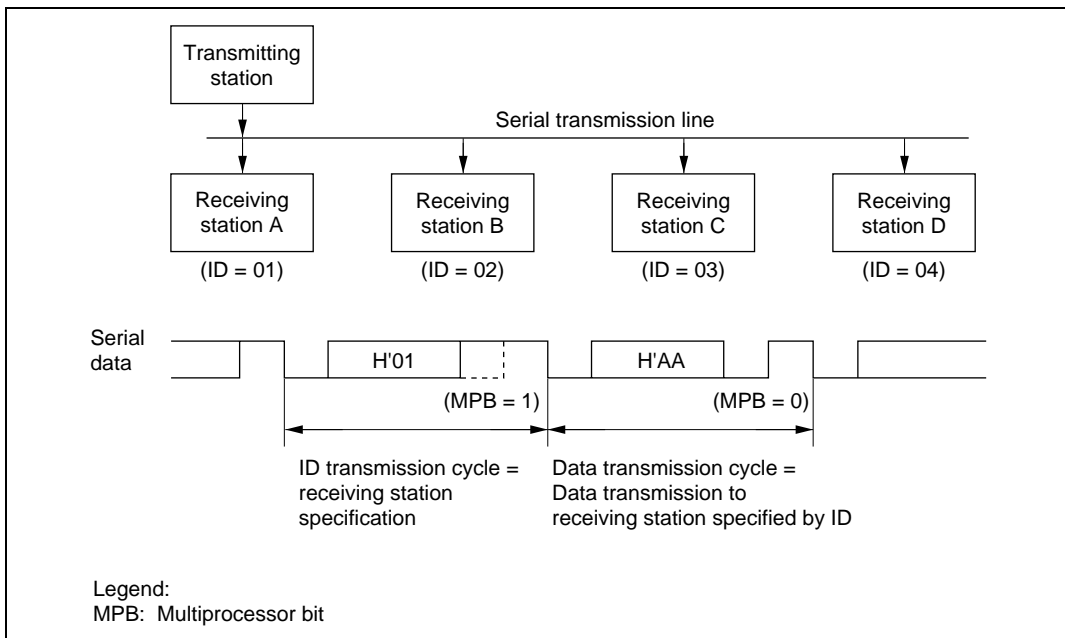 Transmitting
station
Serial transmission line
Receiving
station A
Receiving
station B
Receiving
station C
Receiving
station D
(ID = 01)
(ID = 02)
(ID = 03)
(ID = 04)
Serial
data
H'01
H'AA
(MPB = 1)
(MPB = 0)
ID transmission cycle =
receiving station
specification
Data transmission cycle =
Data transmission to
receiving station specified by ID
Legend:
MPB: Multiprocessor bit